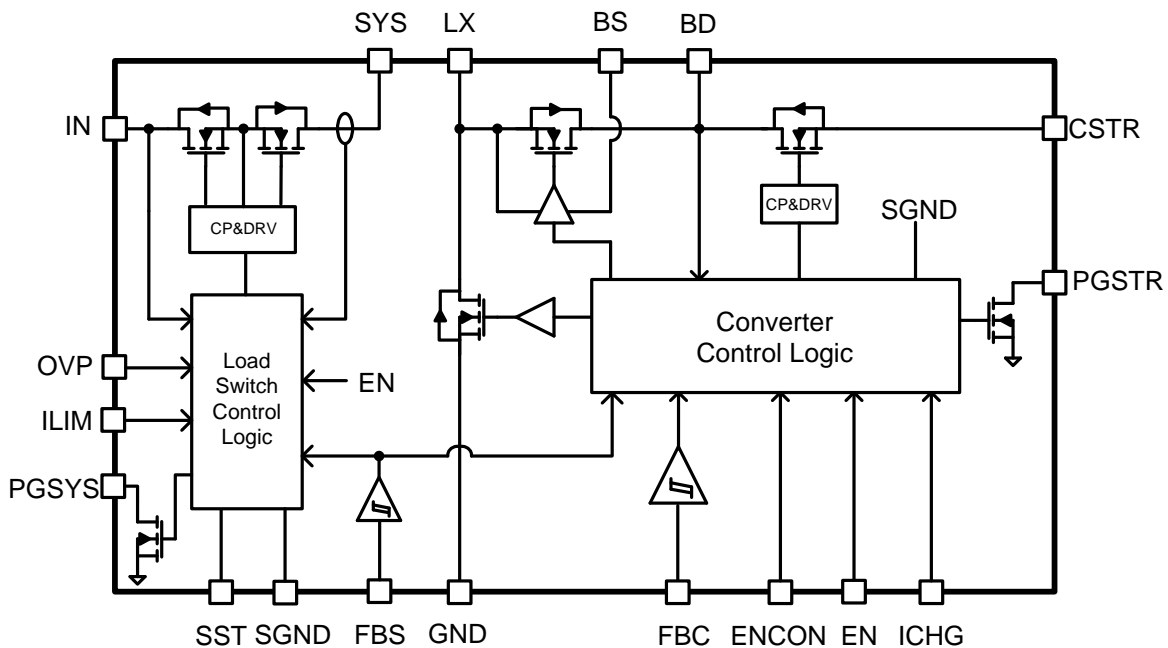 SYS LX BS BD
IN
CSTR
CP&DRV
CP&DRV
SGND
PGSTR
Converter
Control Logic
OVP
Load
Switch
Control
Logic
EN
ILIM
PGSYS
SST SGND FBS GND FBC ENCON EN ICHG